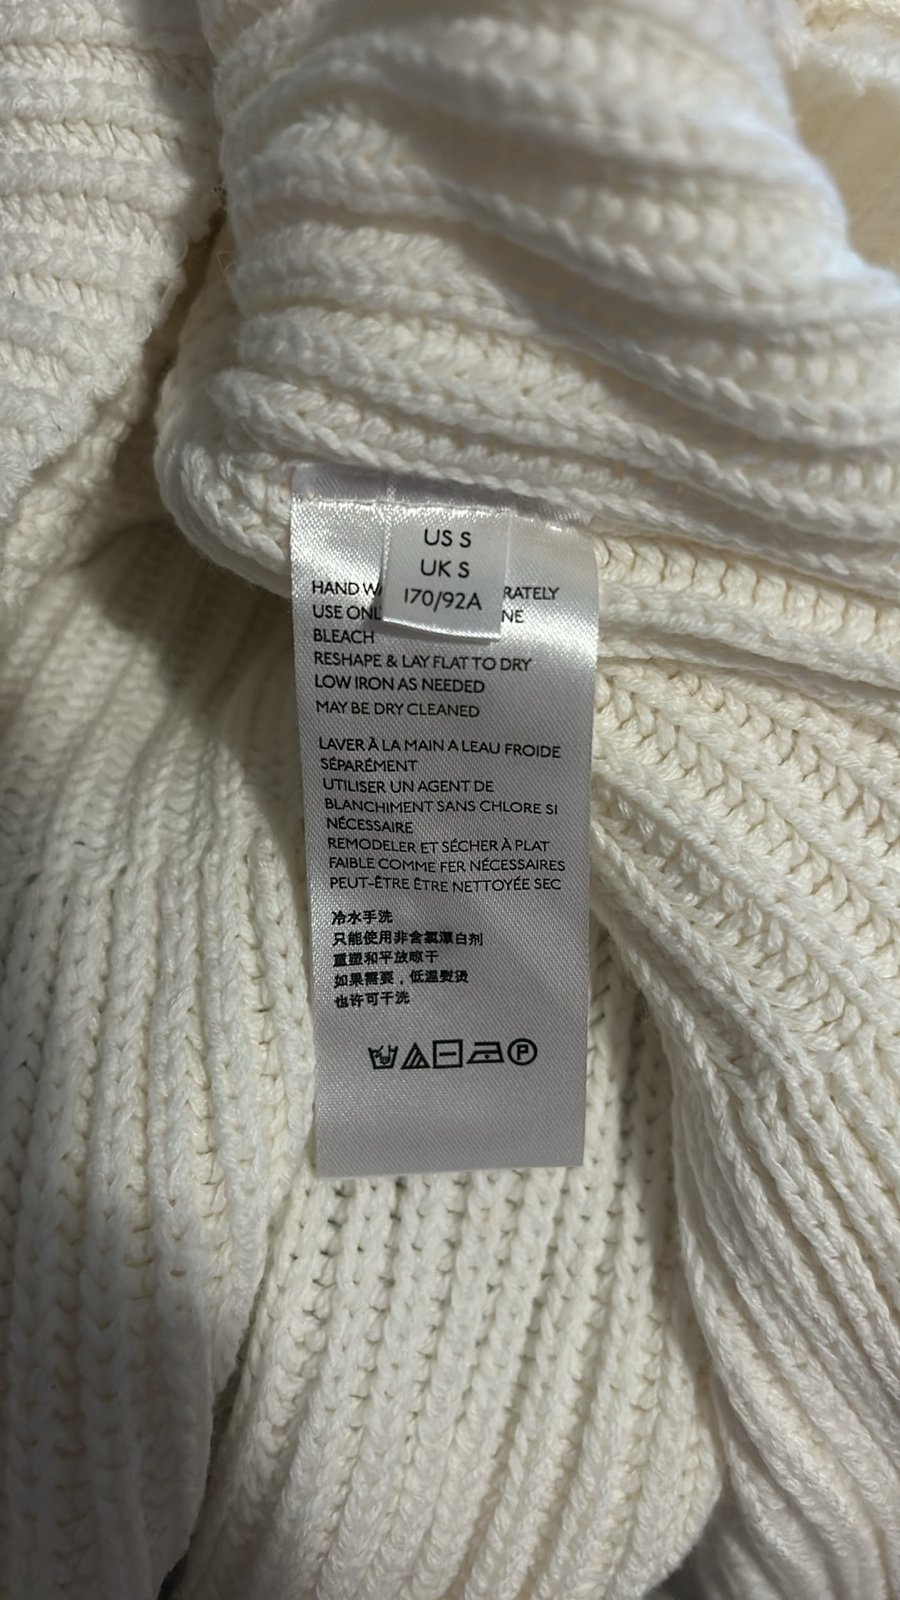 US S
UK S
170/92A
HAND W RATELY
USE ONL NE
BLEACH
RESHAPE & LAY FLAT TO DRY
LOW IRON AS NEEDED
MAY BE DRY CLEANED
LAVER À LA MAIN A LEAU FROIDE
SÉPARÉMENT
UTILISER UN AGENT DE
BLANCHIMENT SANS CHLORE SI
NÉCESSAIRE
REMODELER ET SÉCHER À PLAT
FAIBLE COMME FER NÉCESSAIRES
PEUT-ÊTRE ÊTRE NETTOYÉE SEC
冷水手洗
只能使用非含氯漂白剂
重塑和平放晾干
如果需要，低温熨烫
也许可干洗
P